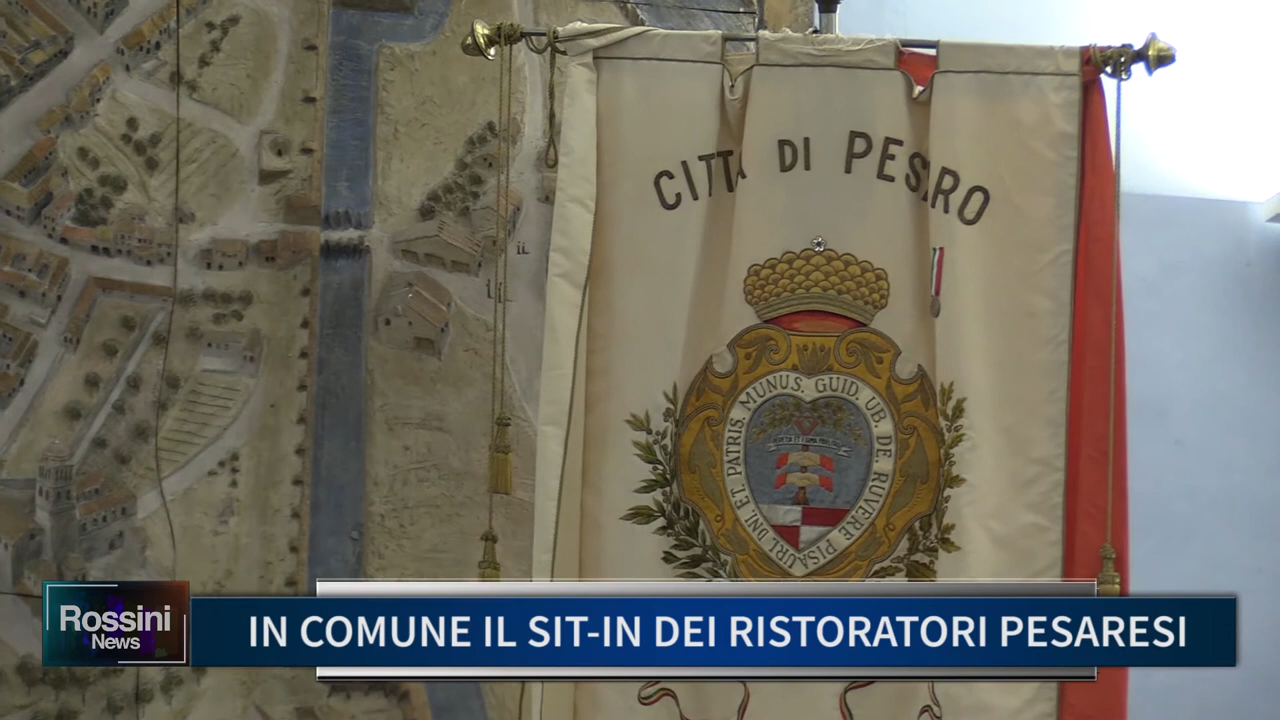 CITTÀ DI PESARO
MUNUS. GUID. UB. DE. RUVERE PISAURI. DNI. ET PATRIS.
Rossini
News
IN COMUNE IL SIT-IN DEI RISTORATORI PESARESI